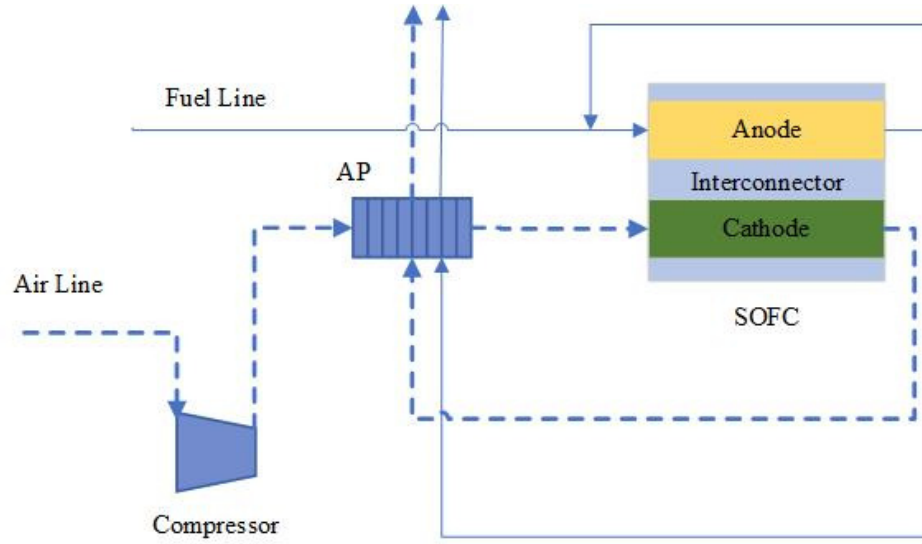 Fuel Line
Anode
AP
Interconnector
Cathode
Air Line
SOFC
Compressor